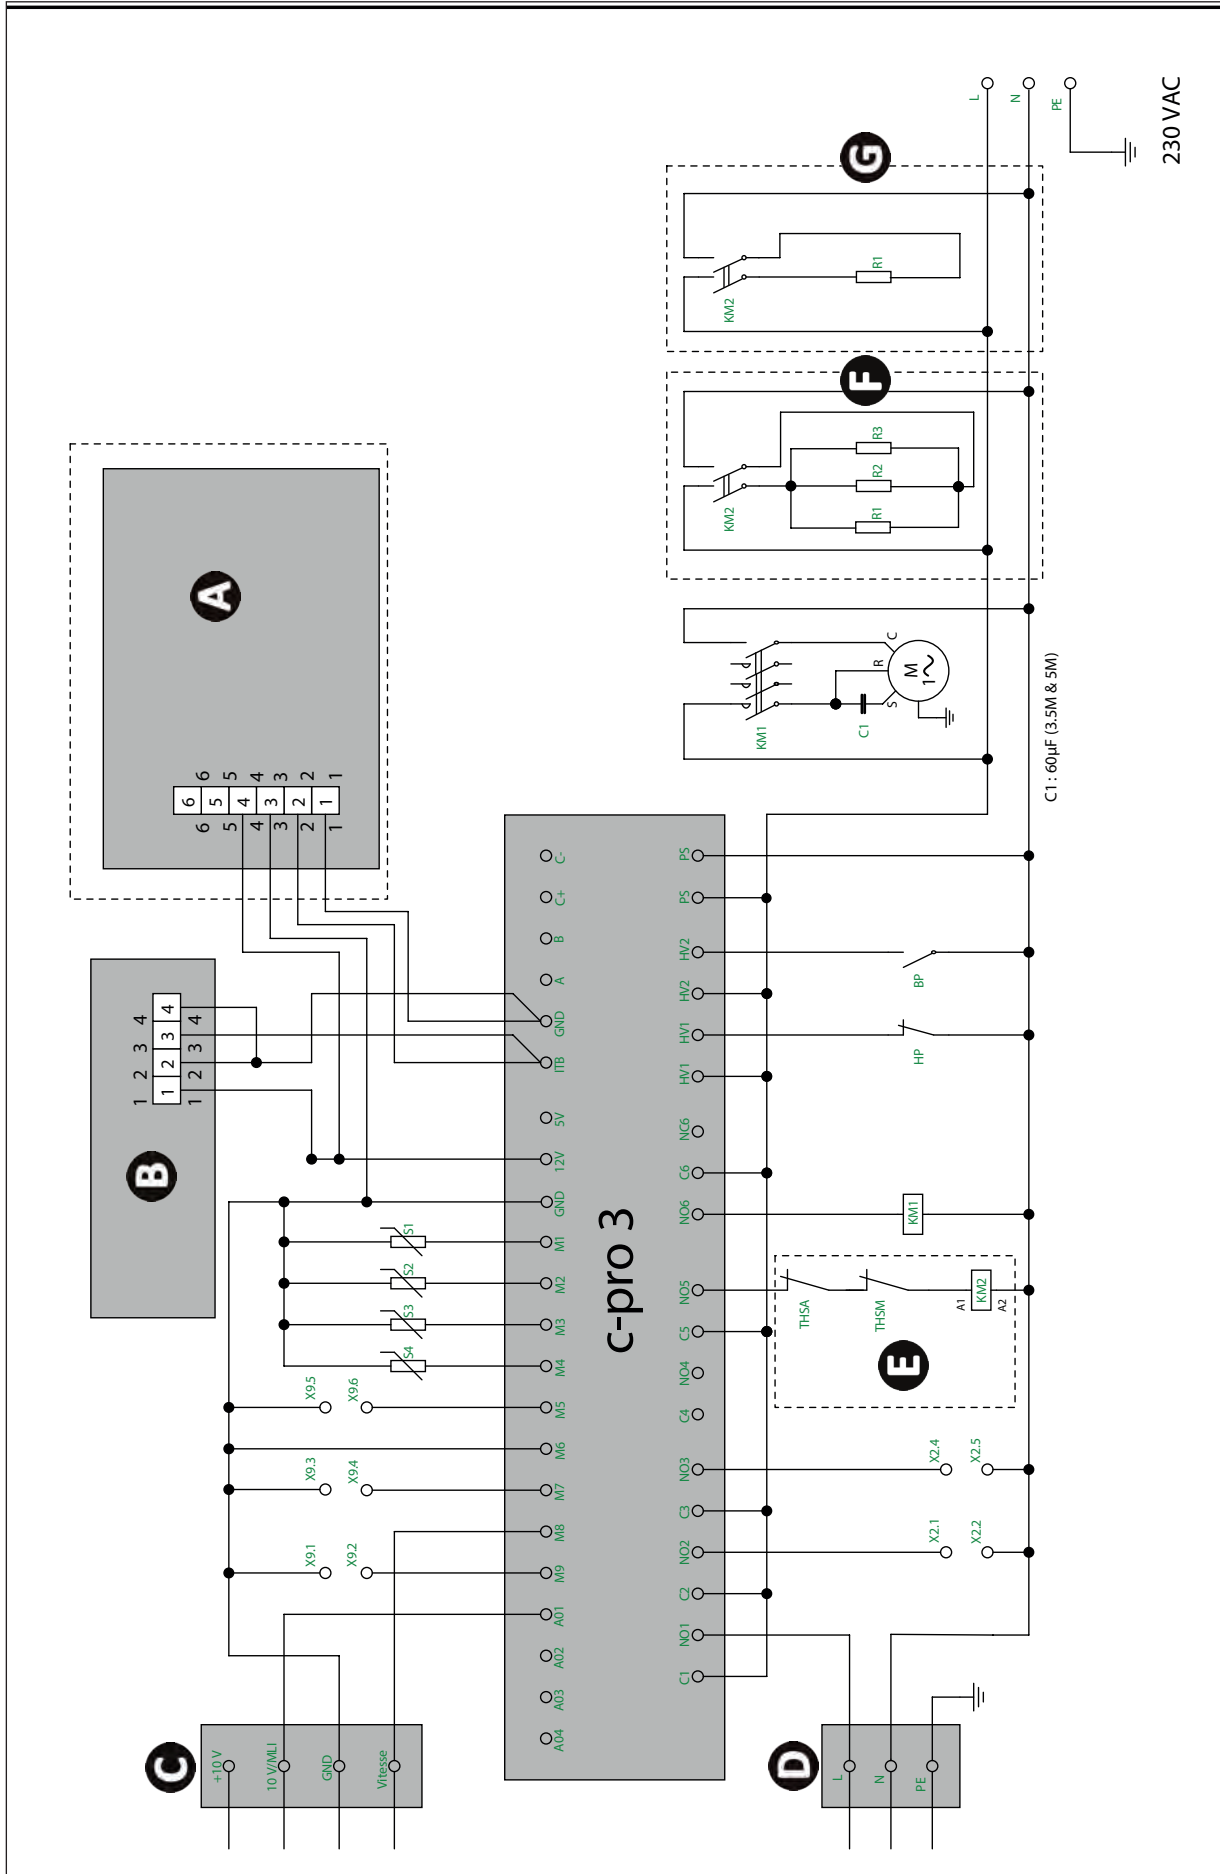 C
+10 V
10 V/MLI
GND
Vitesse
B
1 2 3 4
1 2 3 4
1 2 3 4
A
1 2 3 4 5 6
1 2 3 4 5 6
1 2 3 4 5 6
X9.1
X9.2
X9.3
X9.4
X9.5
X9.6
S4
S3
S2
S1
A04
A03
A02
A01
M9
M8
M7
M6
M5
M4
M3
M2
M1
GND
12V
5V
ITB
GND
A
B
C+
C-
c-pro 3
C1
NO1
C2
NO2
C3
NO3
C4
NO4
C5
NO5
NO6
C6
NC6
HV1
HV1
HV2
HV2
PS
PS
D
L
N
PE
X2.1
X2.2
X2.4
X2.5
E
THSA
THSM
A1
KM2
A2
KM1
HP
BP
KM1
C1
S
R
C
M
1
C1 : 60µF (3.5M & 5M)
F
KM2
R1
R2
R3
G
KM2
R1
L
N
PE
230 VAC